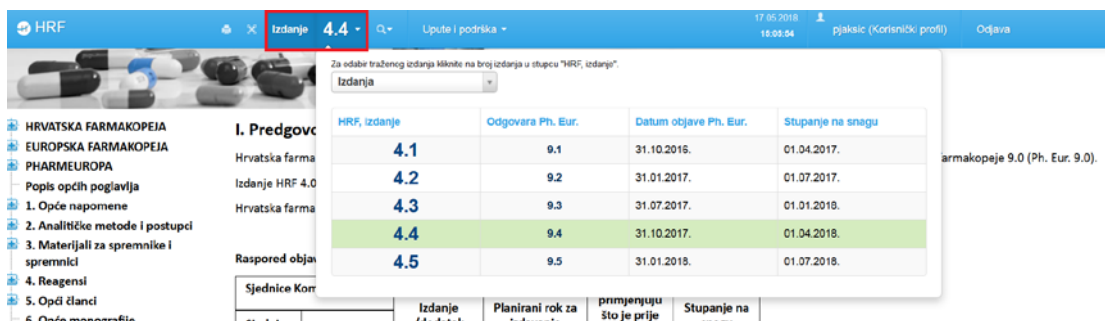 HRF
Izdanje 4.4
Upute i podrška
17.05.2018
pjaksic (Korisnički profil)
Odjava
Za odabir traženog izdanja kliknite na broj izdanja u stupcu "HRF, izdanje".
Izdanja
HRF, izdanje Odgovara Ph. Eur. Datum objave Ph. Eur. Stupanje na snagu
4.1 9.1 31.10.2016. 01.04.2017.
4.2 9.2 31.01.2017. 01.07.2017.
4.3 9.3 31.07.2017. 01.01.2018.
4.4 9.4 31.10.2017. 01.04.2018.
4.5 9.5 31.01.2018. 01.07.2018.
HRVATSKA FARMAKOPEJA
EUROPSKA FARMAKOPEJA
PHARMEUROPA
Popis općih poglavlja
1. Opće napomene
2. Analitičke metode i postupci
3. Materijali za spremnike i
spremnici
4. Reagensi
5. Opći članci
6. Opće monografije
I. Predgovo
Hrvatska farma
armakopeje 9.0 (Ph. Eur. 9.0).
Izdanje HRF 4.0
Hrvatska farma
Raspored objav
Sjednice Kom
Izdanje
Planirani rok za
primjenjuju
što je prije
Stupanje na